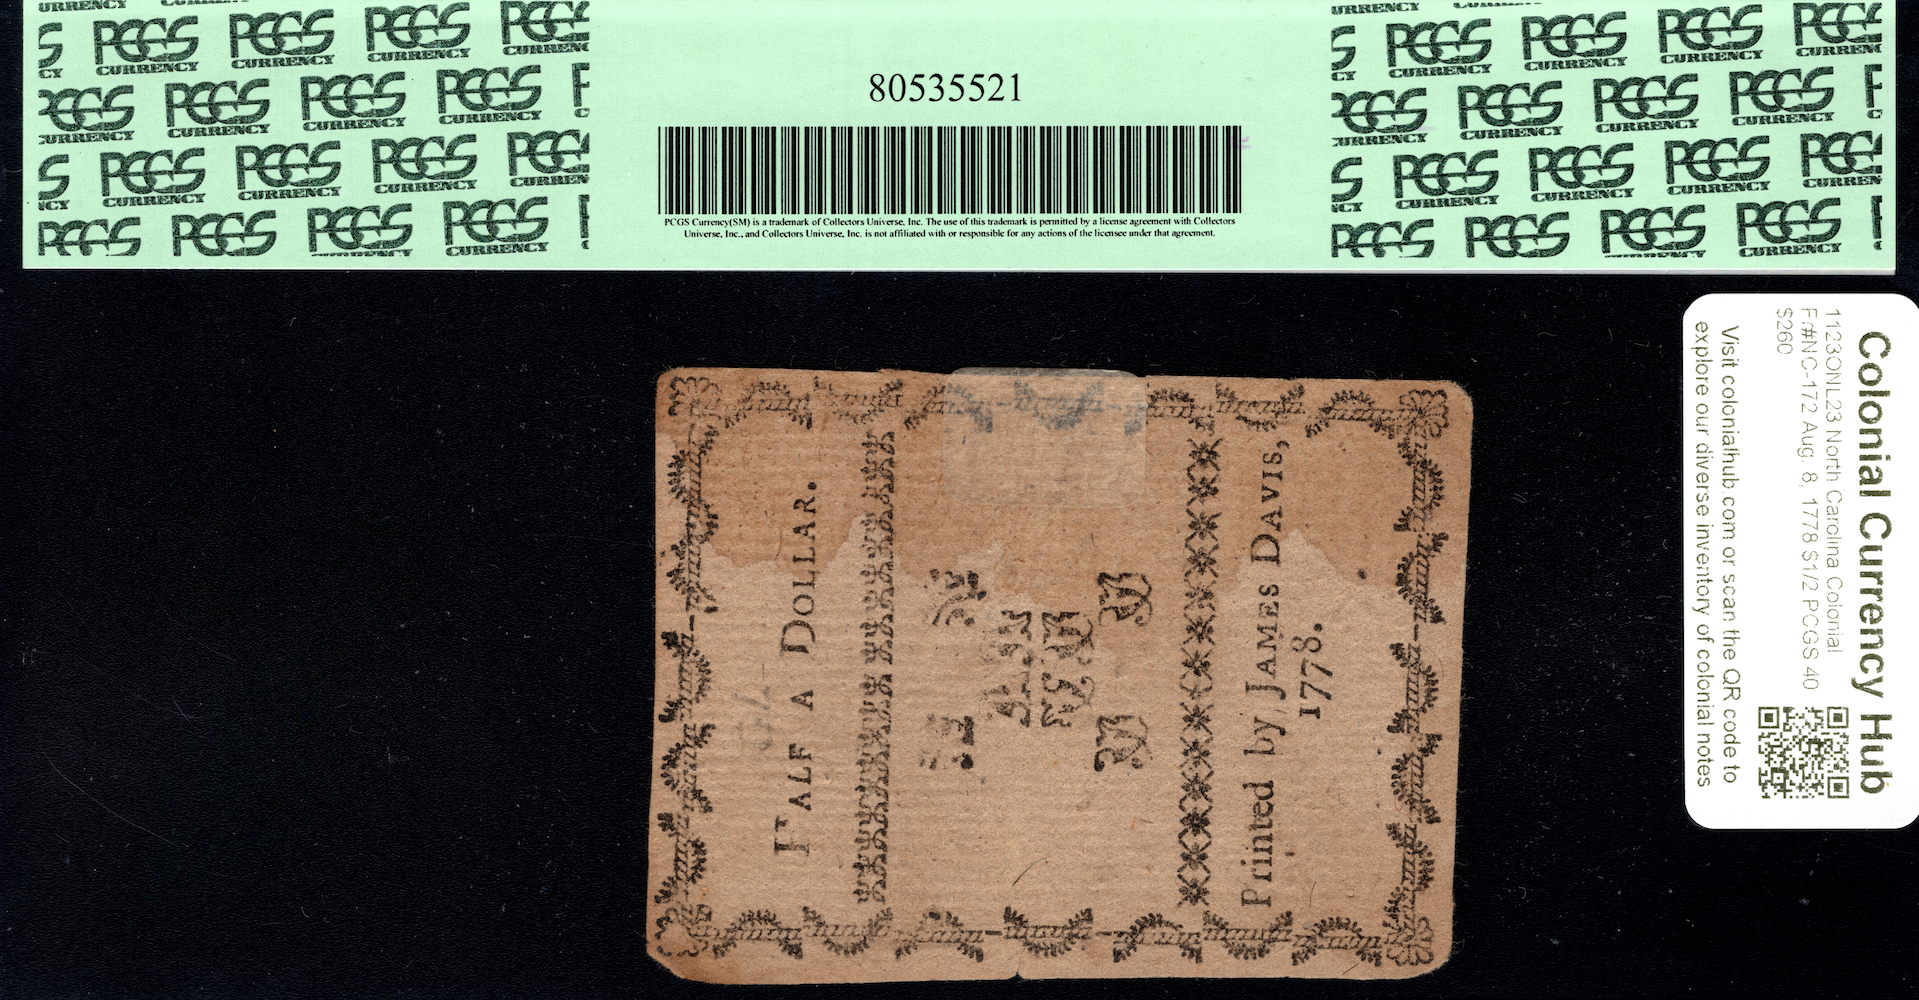 PCGS CURRENCY
80535521
PCGS Currency(SM) is a trademark of Collectors Universe, Inc. The use of this trademark is permitted by a license agreement with Collectors
Universe, Inc., and Collectors Universe, Inc. is not affiliated with or responsible for any actions of the licensee under that agreement.
HALF A DOLLAR.
Printed by JAMES DAVIS,
1778.
Colonial Currency Hub
1123ONL23 North Carolina Colonial
Fr#NC-172 Aug. 8, 1778 $1/2 PCGS 40
$260
Visit colonialhub.com or scan the QR code to
explore our diverse inventory of colonial notes